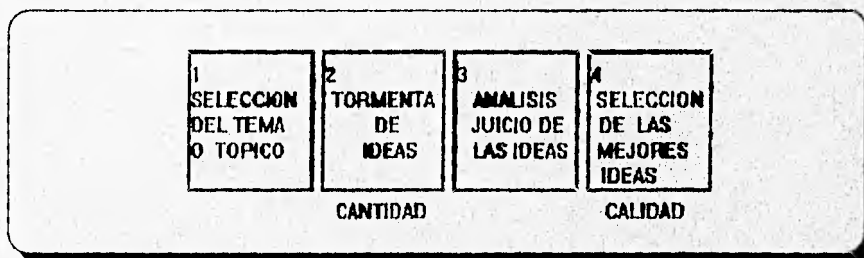 1
SELECCION
DEL TEMA
O TOPICO
2
TORMENTA
DE
IDEAS
3
ANALISIS
JUICIO DE
LAS IDEAS
4
SELECCION
DE LAS
MEJORES
IDEAS
CANTIDAD
CALIDAD